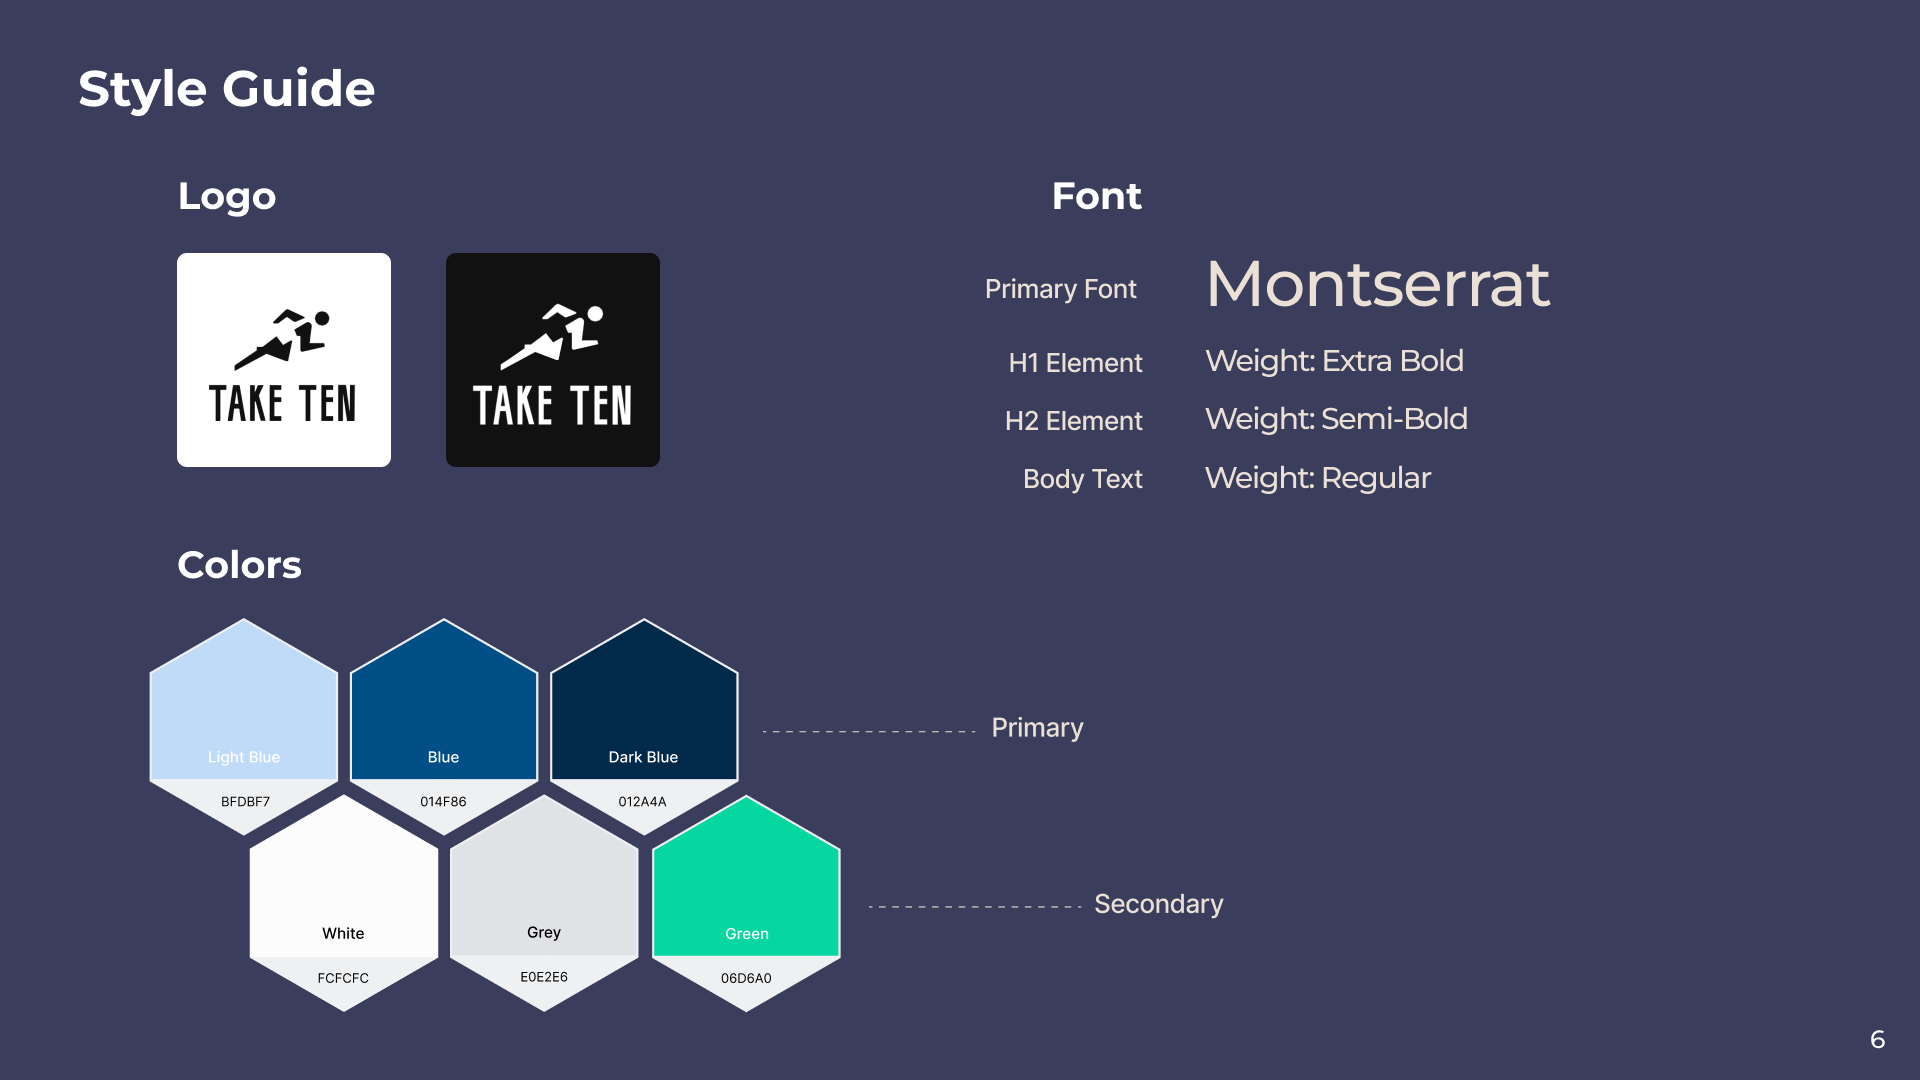 Style Guide
Logo
TAKE TEN
TAKE TEN
Font
Primary Font Montserrat
H1 Element Weight: Extra Bold
H2 Element Weight: Semi-Bold
Body Text Weight: Regular
Colors
Light Blue
BFDBF7
Blue
014F86
Dark Blue
012A4A
Primary
White
FCFCFC
Grey
E0E2E6
Green
06D6A0
Secondary
6